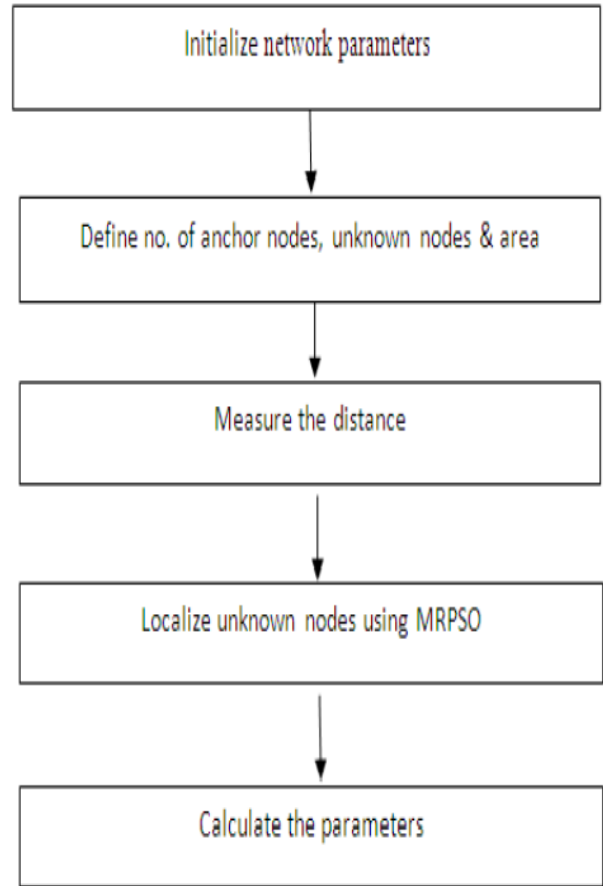 Initialize network parameters
Define no. of anchor nodes, unknown nodes & area
Measure the distance
Localize unknown nodes using MRPSO
Calculate the parameters